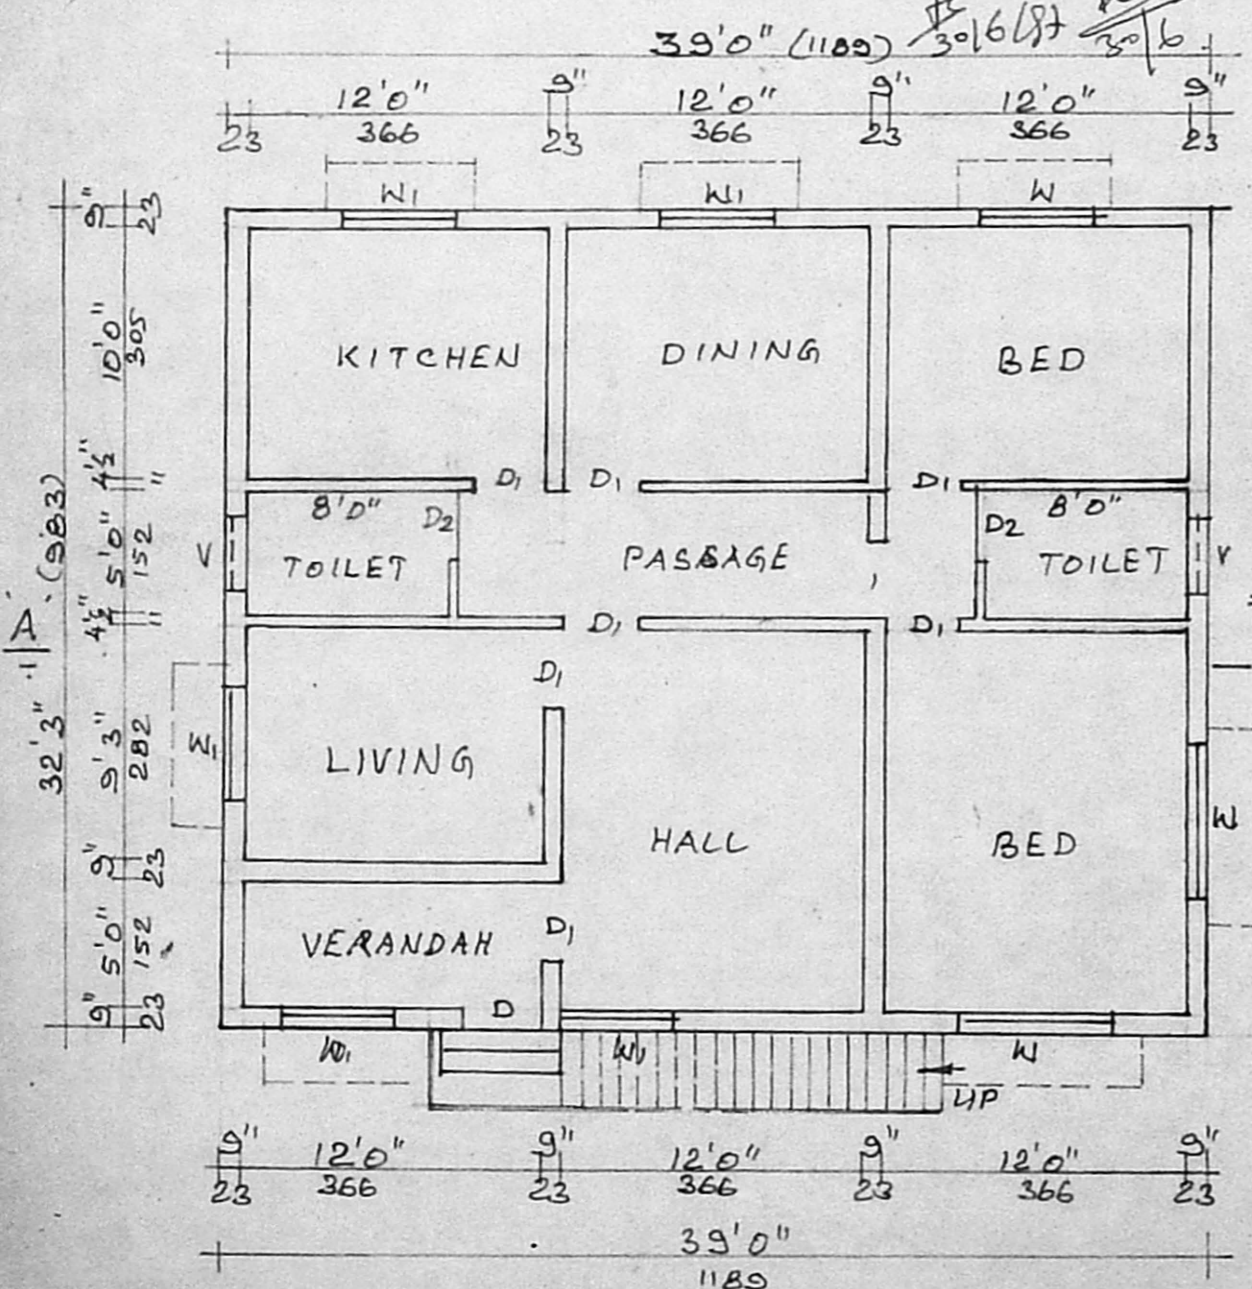 39'0" (1189)
9" 9" 9"
12'0" 12'0" 12'0"
23 366 23 366 23 366 23
W1 W1 W
9" 23
10'0" 305
KITCHEN DINING BED
4½" "
D1 D1 D1
8'0" D2 D2 8'0"
5'0" 152
V TOILET PASSAGE TOILET V
4½" "
D1 D1
A
32'3" (983)
D1
9'3" 282
W1 LIVING W
HALL BED
9" 23
5'0" 152
VERANDAH D1
9" 23
D
W1 W1 W
UP
9" 12'0" 9" 12'0" 9" 12'0" 9"
23 366 23 366 23 366 23
39'0"
1189